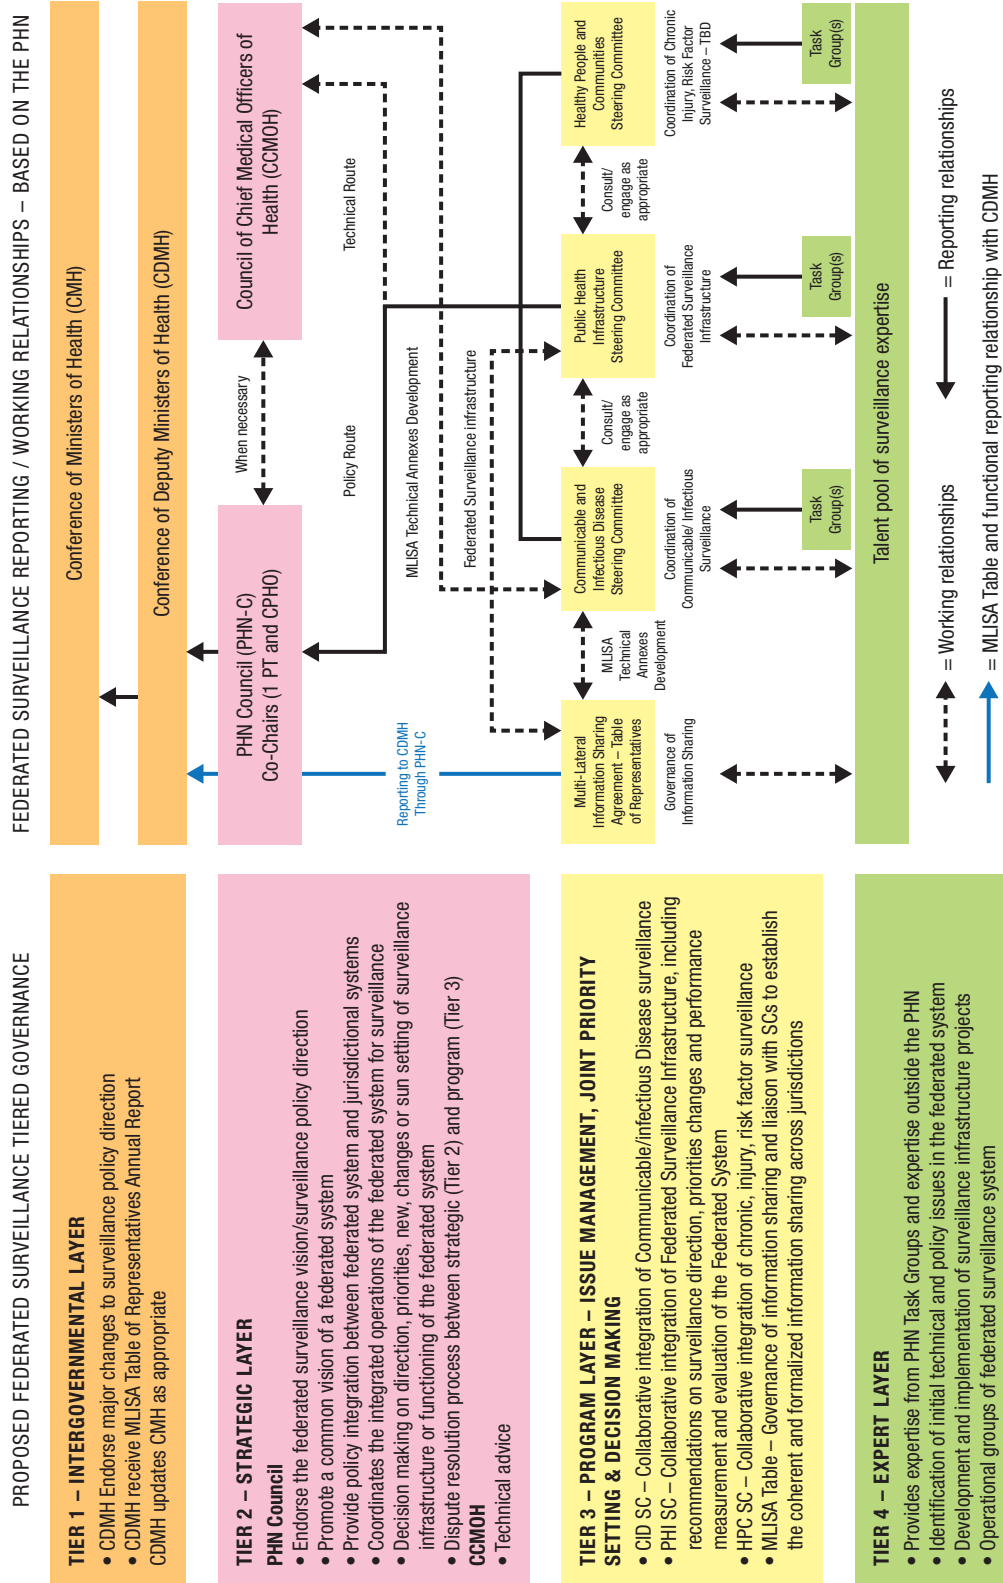 PROPOSED FEDERATED SURVEILLANCE TIERED GOVERNANCE
TIER 1 – INTERGOVERNMENTAL LAYER
• CDMH Endorse major changes to surveillance policy direction
• CDMH receive MLISA Table of Representatives Annual Report
CDMH updates CMH as appropriate
TIER 2 – STRATEGIC LAYER
PHN Council
• Endorse the federated surveillance vision/surveillance policy direction
• Promote a common vision of a federated system
• Provide policy integration between federated system and jurisdictional systems
• Coordinates the integrated operations of the federated system for surveillance
• Decision making on direction, priorities, new, changes or sun setting of surveillance
infrastructure or functioning of the federated system
• Dispute resolution process between strategic (Tier 2) and program (Tier 3)
CCMOH
• Technical advice
TIER 3 – PROGRAM LAYER – ISSUE MANAGEMENT, JOINT PRIORITY
SETTING & DECISION MAKING
• CID SC – Collaborative integration of Communicable/infectious Disease surveillance
• PHI SC – Collaborative integration of Federated Surveillance Infrastructure, including
recommendations on surveillance direction, priorities changes and performance
measurement and evaluation of the Federated System
• HPC SC – Collaborative integration of chronic, injury, risk factor surveillance
• MLISA Table – Governance of information sharing and liaison with SCs to establish
the coherent and formalized information sharing across jurisdictions
TIER 4 – EXPERT LAYER
• Provides expertise from PHN Task Groups and expertise outside the PHN
• Identification of initial technical and policy issues in the federated system
• Development and implementation of surveillance infrastructure projects
• Operational groups of federated surveillance system
FEDERATED SURVEILLANCE REPORTING / WORKING RELATIONSHIPS – BASED ON THE PHN
Conference of Ministers of Health (CMH)
Conference of Deputy Ministers of Health (CDMH)
PHN Council (PHN-C)
Co-Chairs (1 PT and CPHO)
When necessary
Council of Chief Medical Officers of
Health (CCMOH)
Reporting to CDMH
Through PHN-C
Policy Route
Technical Route
MLISA Technical Annexes Development
Federated Surveillance infrastructure
Multi-Lateral
Information Sharing
Agreement – Table
of Representatives
MLISA
Technical
Annexes
Development
Communicable and
Infectious Disease
Steering Committee
Consult/
engage as
appropriate
Public Health
Infrastructure
Steering Committee
Consult/
engage as
appropriate
Healthy People and
Communities
Steering Committee
Governance of
Information Sharing
Coordination of
Communicable/ Infectious
Surveillance
Coordination of
Federated Surveillance
Infrastructure
Coordination of Chronic
Injury, Risk Factor
Surveillance – TBD
Task
Group(s)
Task
Group(s)
Task
Group(s)
Talent pool of surveillance expertise
= Working relationships
= Reporting relationships
= MLISA Table and functional reporting relationship with CDMH